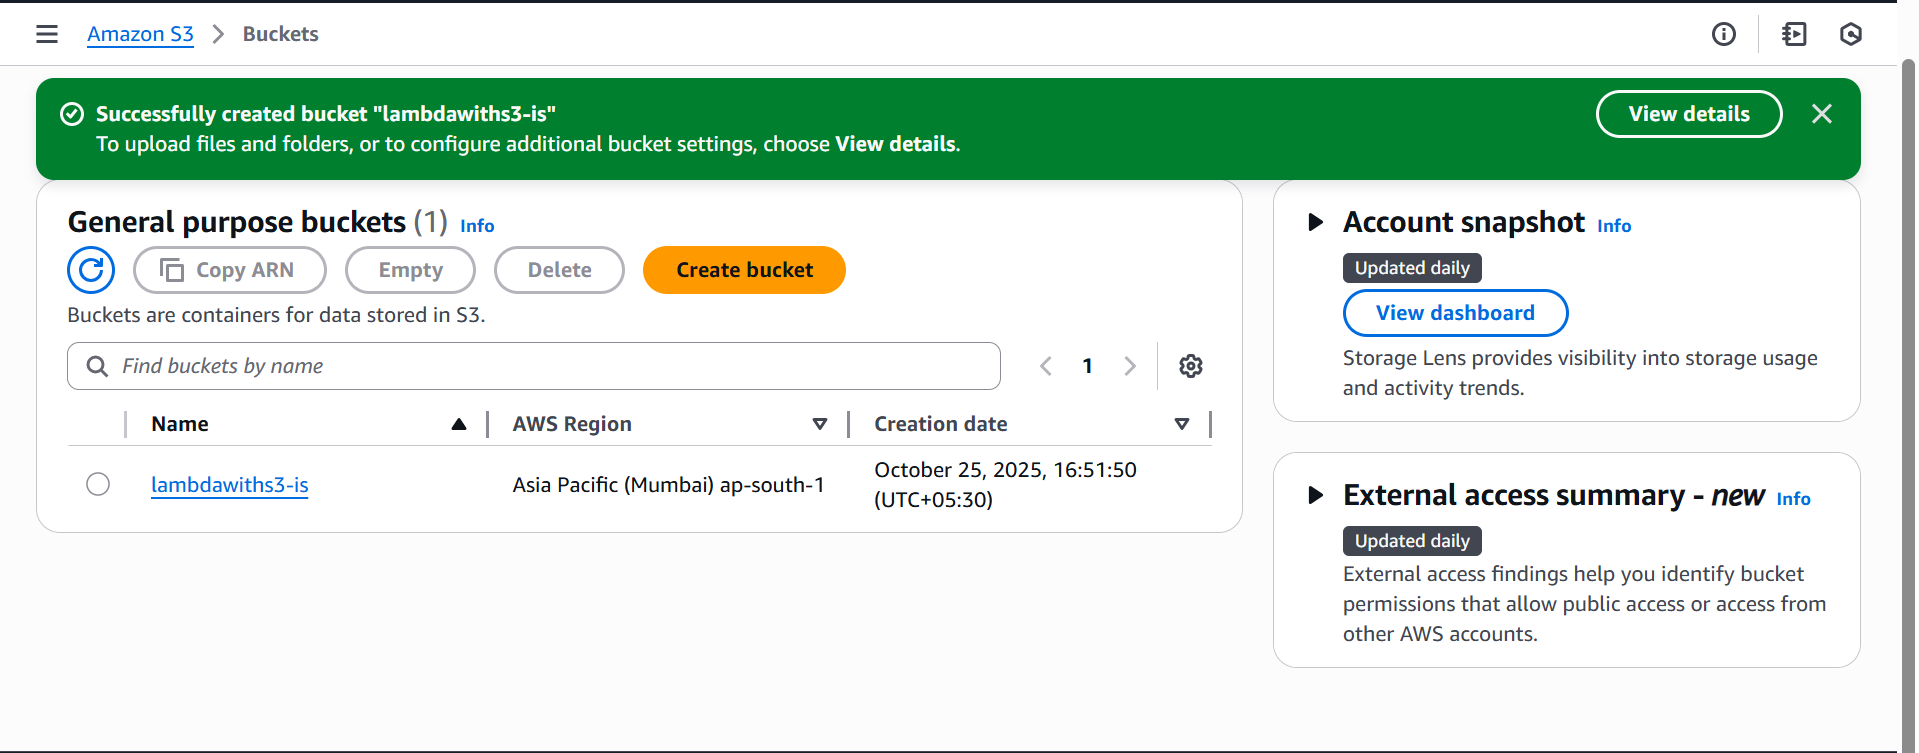 Amazon S3 > Buckets
Successfully created bucket "lambdawiths3-is"
To upload files and folders, or to configure additional bucket settings, choose View details.
View details
General purpose buckets (1) Info
Copy ARN Empty Delete Create bucket
Buckets are containers for data stored in S3.
Find buckets by name
1
Name AWS Region Creation date
lambdawiths3-is Asia Pacific (Mumbai) ap-south-1 October 25, 2025, 16:51:50
(UTC+05:30)
Account snapshot Info
Updated daily
View dashboard
Storage Lens provides visibility into storage usage
and activity trends.
External access summary - new Info
Updated daily
External access findings help you identify bucket
permissions that allow public access or access from
other AWS accounts.